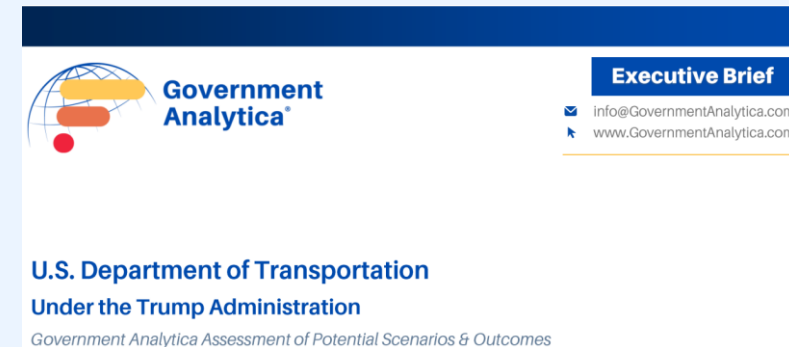 Government
Analytica®
Executive Brief
info@GovernmentAnalytica.com
www.GovernmentAnalytica.com
U.S. Department of Transportation
Under the Trump Administration
Government Analytica Assessment of Potential Scenarios & Outcomes